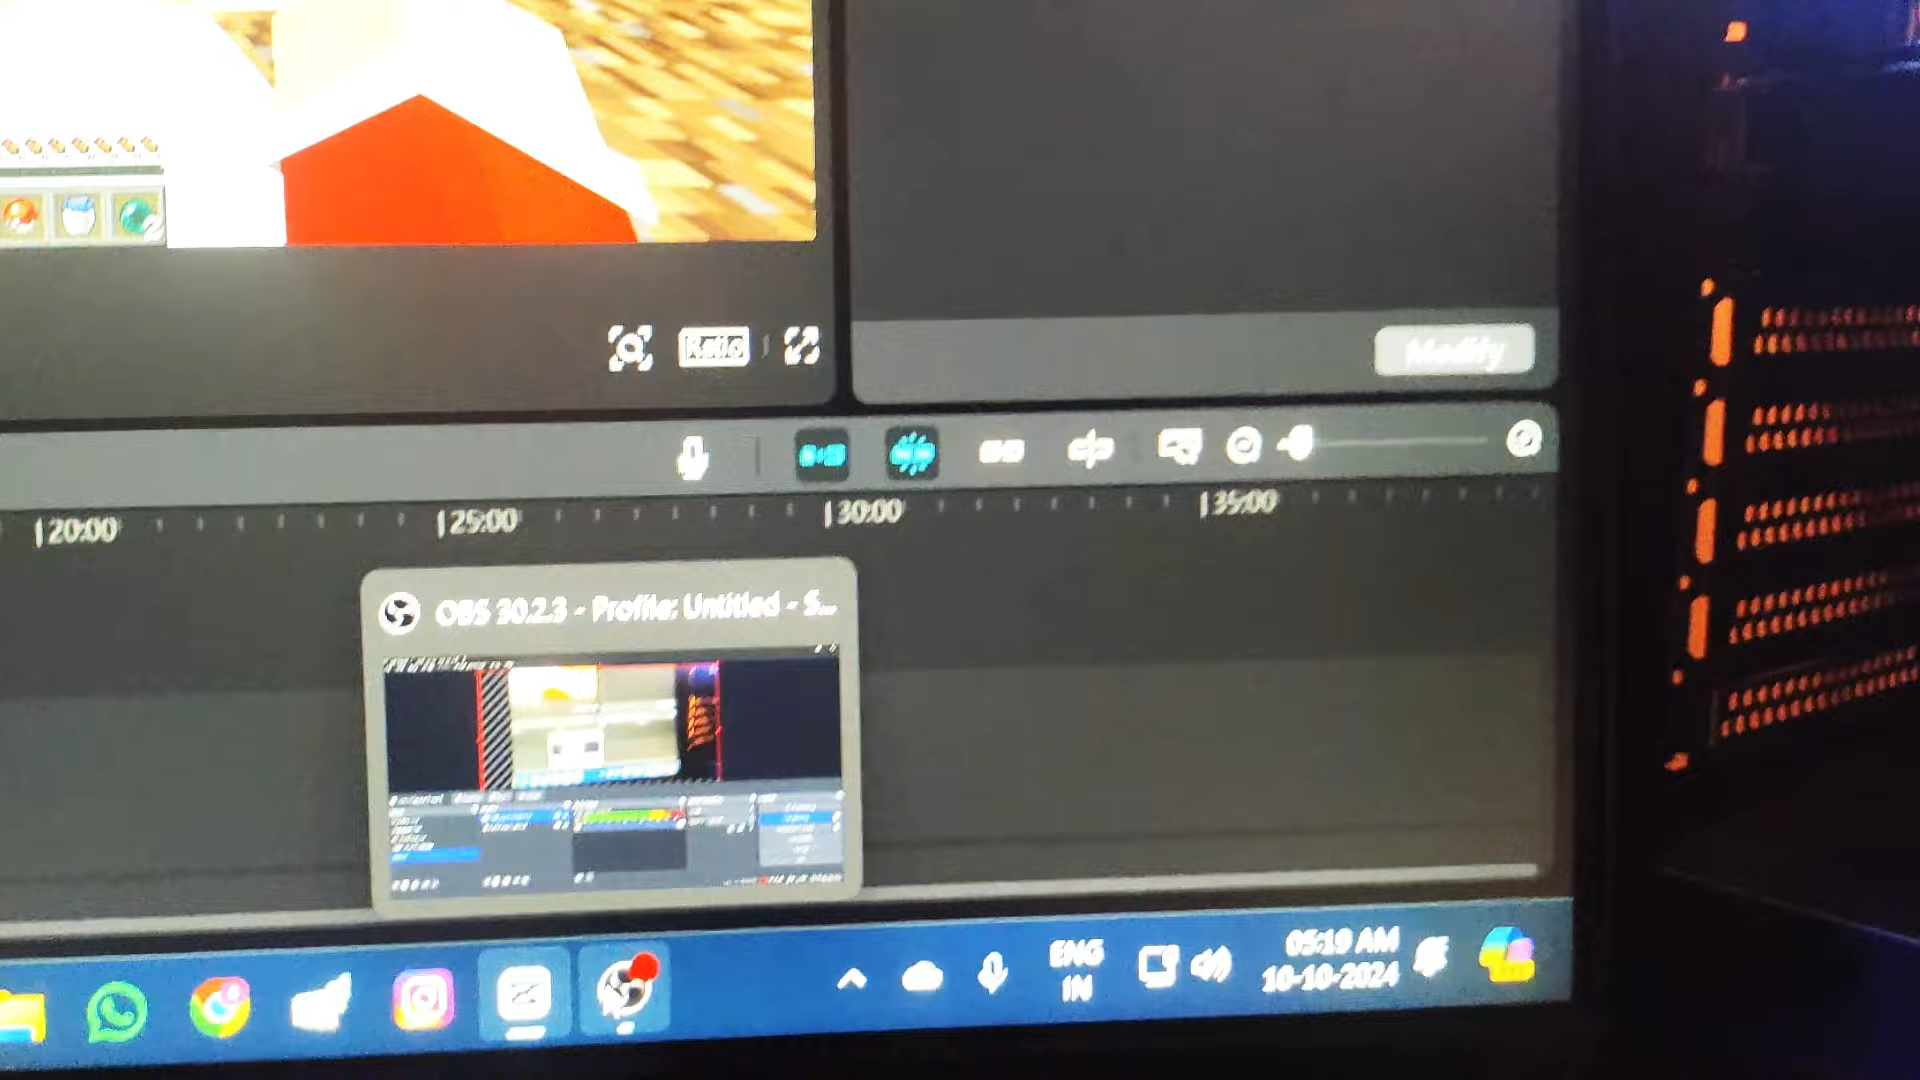 Ratio
Modify
20:00
25:00
30:00
35:00
OBS 30.2.3 - Profile: Untitled - S...
ENG
IN
05:19 AM
10-10-2024
2